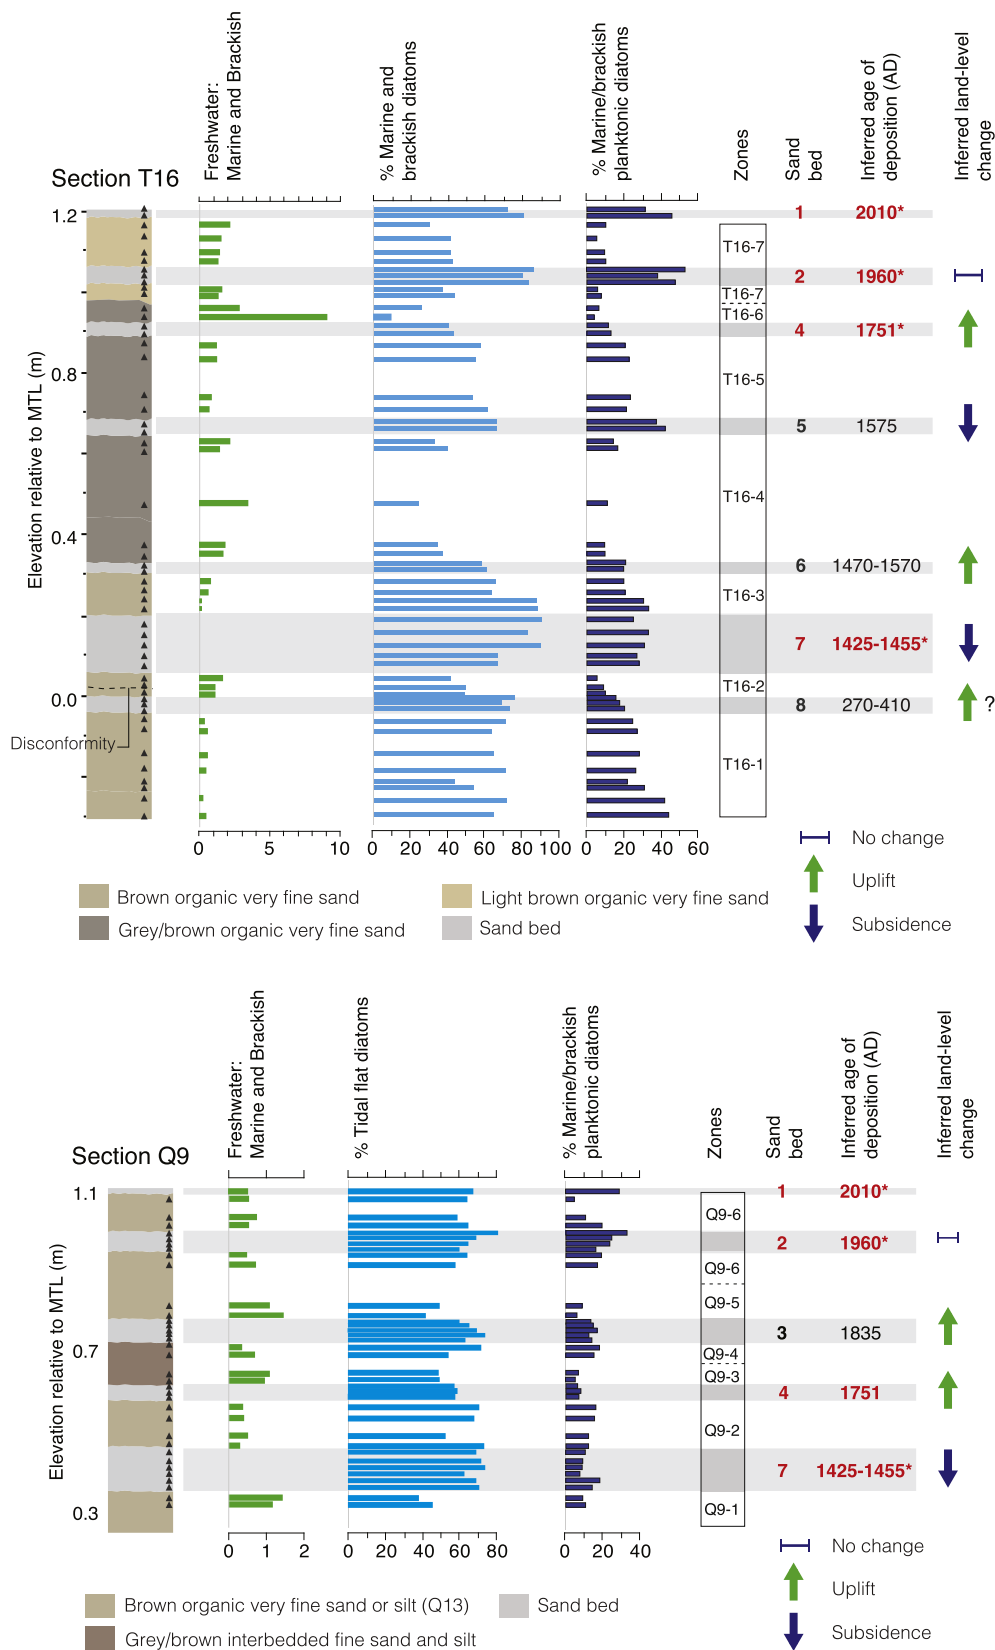 Freshwater:
Marine and Brackish
% Marine and
brackish diatoms
% Marine/brackish
planktonic diatoms
Zones
Sand
bed
Inferred age of
deposition (AD)
Inferred land-level
change
Section T16
Elevation relative to MTL (m)
1.2
0.8
0.4
0.0
Disconformity
T16-7
T16-7
T16-6
T16-5
T16-4
T16-3
T16-2
T16-1
1 2010*
2 1960*
4 1751*
5 1575
6 1470-1570
7 1425-1455*
8 270-410 ?
0 5 10
0 20 40 60 80 100
0 20 40 60
No change
Uplift
Subsidence
Brown organic very fine sand
Light brown organic very fine sand
Grey/brown organic very fine sand
Sand bed
Freshwater:
Marine and Brackish
% Tidal flat diatoms
% Marine/brackish
planktonic diatoms
Zones
Sand
bed
Inferred age of
deposition (AD)
Inferred land-level
change
Section Q9
Elevation relative to MTL (m)
1.1
0.7
0.3
Q9-6
Q9-6
Q9-5
Q9-4
Q9-3
Q9-2
Q9-1
1 2010*
2 1960*
3 1835
4 1751
7 1425-1455*
0 1 2
0 20 40 60 80
0 20 40
No change
Uplift
Subsidence
Brown organic very fine sand or silt (Q13)
Sand bed
Grey/brown interbedded fine sand and silt